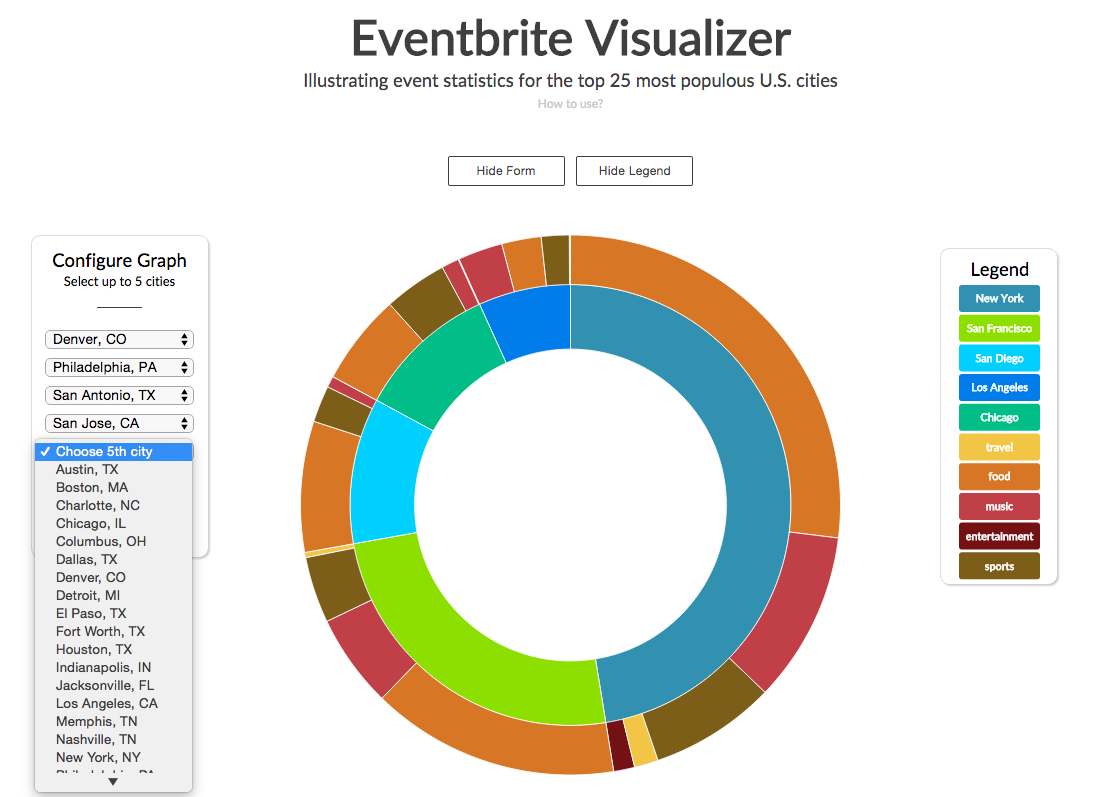 Eventbrite Visualizer
Illustrating event statistics for the top 25 most populous U.S. cities
How to use?
Hide Form
Hide Legend
Configure Graph
Select up to 5 cities
Denver, CO
Philadelphia, PA
San Antonio, TX
San Jose, CA
✓ Choose 5th city
Austin, TX
Boston, MA
Charlotte, NC
Chicago, IL
Columbus, OH
Dallas, TX
Denver, CO
Detroit, MI
El Paso, TX
Fort Worth, TX
Houston, TX
Indianapolis, IN
Jacksonville, FL
Los Angeles, CA
Memphis, TN
Nashville, TN
New York, NY
Legend
New York
San Francisco
San Diego
Los Angeles
Chicago
travel
food
music
entertainment
sports